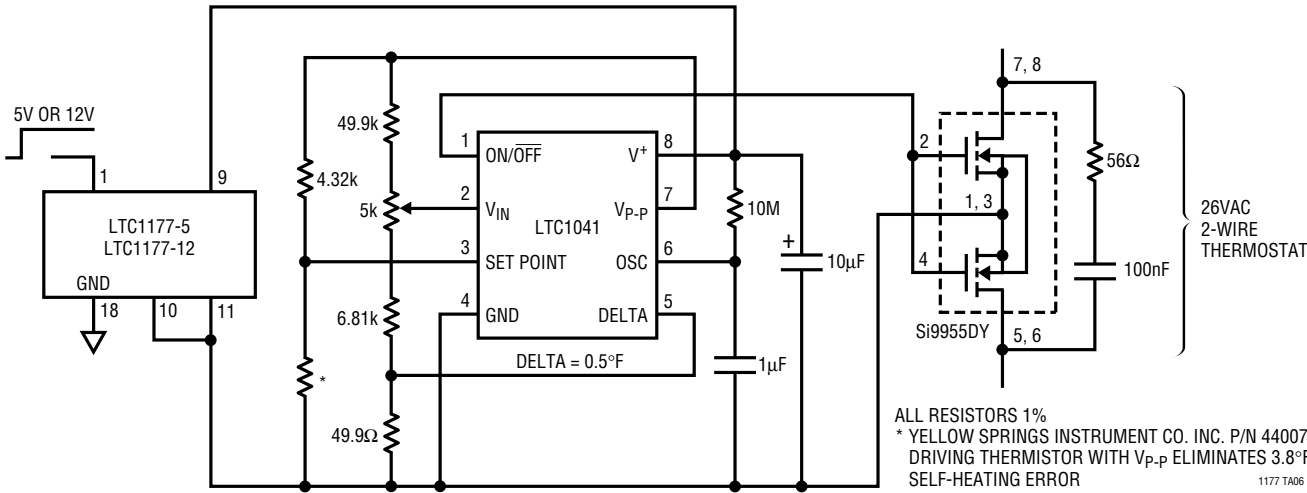 5V OR 12V
1
9
LTC1177-5
LTC1177-12
GND
18
10
11
4.32k
*
49.9k
5k
6.81k
49.9Ω
1
ON/OFF
2
VIN
3
SET POINT
4
GND
LTC1041
V+
8
VP-P
7
OSC
6
DELTA
5
DELTA = 0.5°F
10M
1µF
+
10µF
2
4
1, 3
7, 8
5, 6
Si9955DY
56Ω
100nF
26VAC
2-WIRE
THERMOSTAT
ALL RESISTORS 1%
* YELLOW SPRINGS INSTRUMENT CO. INC. P/N 44007
DRIVING THERMISTOR WITH VP-P ELIMINATES 3.8°F
SELF-HEATING ERROR
1177 TA06